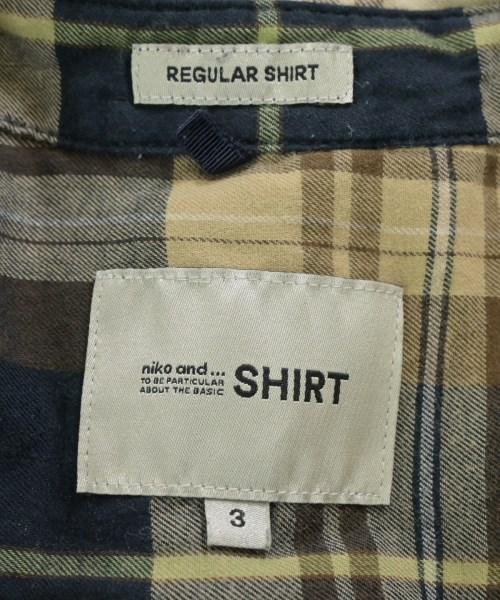 REGULAR SHIRT
niko and ...
TO BE PARTICULAR
ABOUT THE BASIC
SHIRT
3